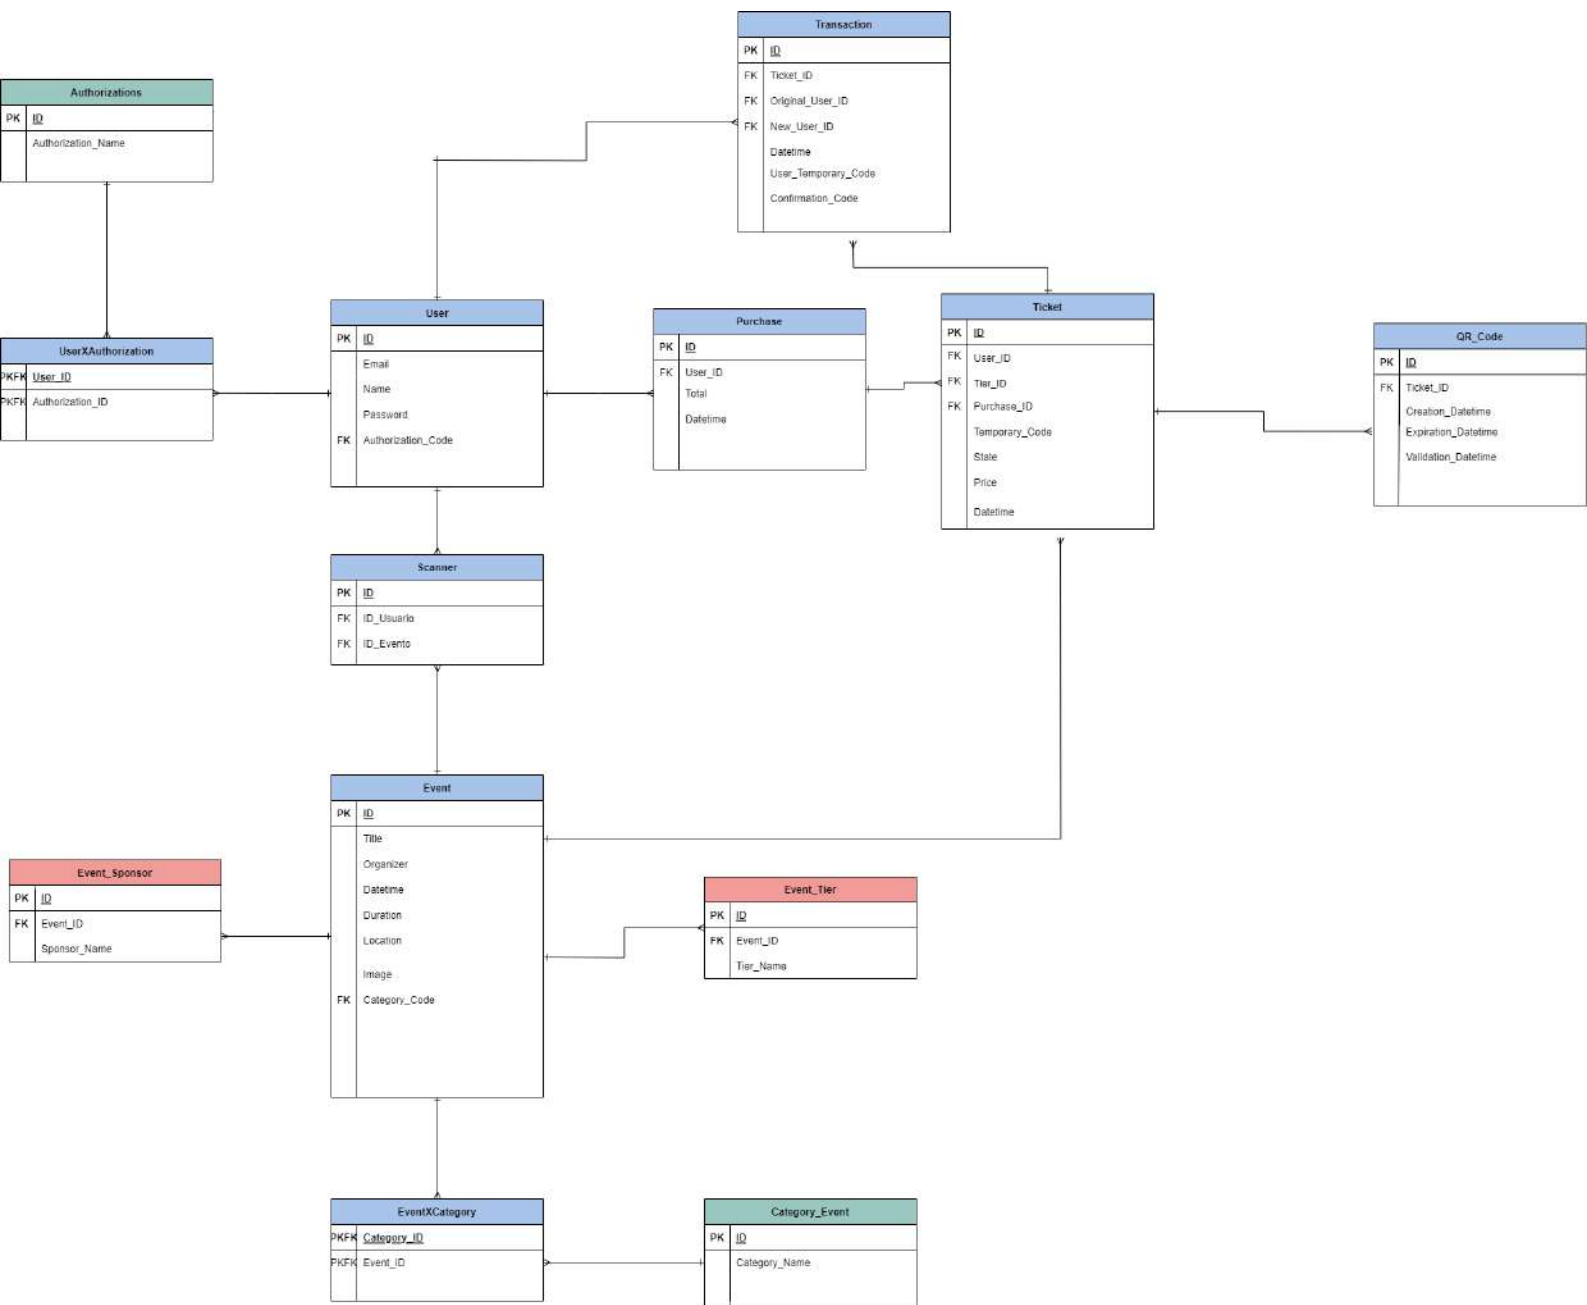 Transaction
PK ID
FK Ticket_ID
FK Original_User_ID
FK New_User_ID
Datetime
User_Temporary_Code
Confirmation_Code
Authorizations
PK ID
Authorization_Name
UserXAuthorization
PKFK User_ID
PKFK Authorization_ID
User
PK ID
Email
Name
Password
FK Authorization_Code
Purchase
PK ID
FK User_ID
Total
Datetime
Ticket
PK ID
FK User_ID
FK Tier_ID
FK Purchase_ID
Temporary_Code
State
Price
Datetime
QR_Code
PK ID
FK Ticket_ID
Creation_Datetime
Expiration_Datetime
Validation_Datetime
Scanner
PK ID
FK ID_Usuario
FK ID_Evento
Event
PK ID
Title
Organizer
Datetime
Duration
Location
Image
FK Category_Code
Event_Sponsor
PK ID
FK Event_ID
Sponsor_Name
Event_Tier
PK ID
FK Event_ID
Tier_Name
EventXCategory
PKFK Category_ID
PKFK Event_ID
Category_Event
PK ID
Category_Name